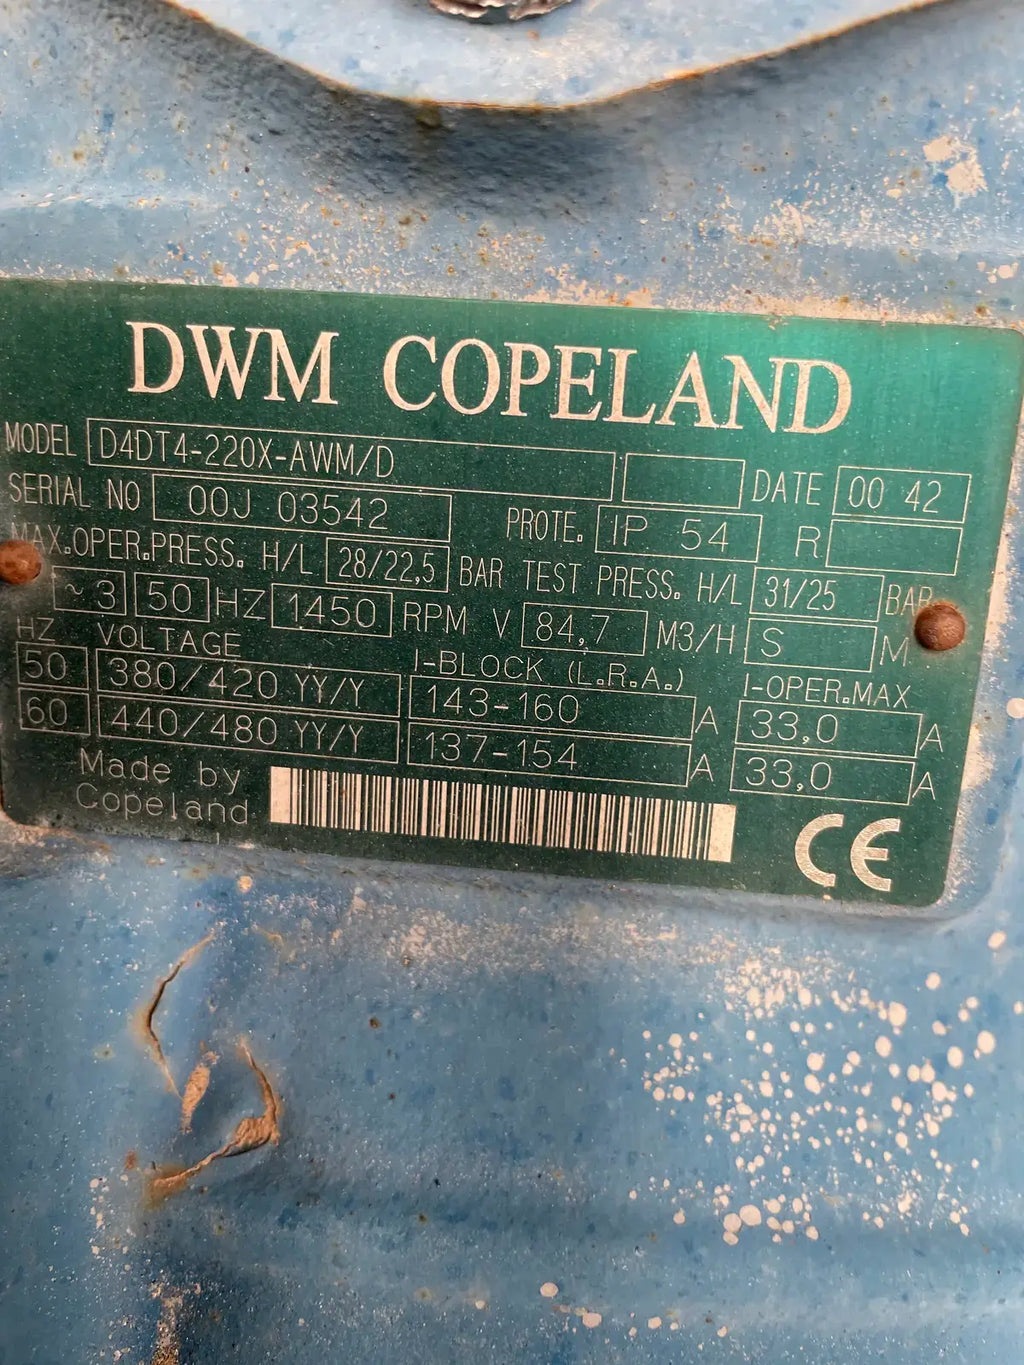 DWM COPELAND
MODEL D4DT4-220X-AWM/D DATE 00 42
SERIAL NO 00J 03542 PROTE. IP 54 R
MAX.OPER.PRESS. H/L 28/22,5 BAR TEST PRESS. H/L 31/25 BAR
~3 50 HZ 1450 RPM V 84,7 M3/H S M
HZ VOLTAGE I-BLOCK (L.R.A.) I-OPER.MAX
50 380/420 YY/Y 143-160 A 33,0 A
60 440/480 YY/Y 137-154 A 33,0 A
Made by
Copeland
CE